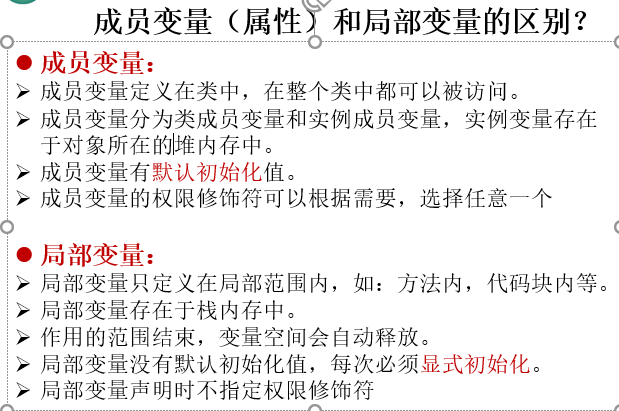 成员变量（属性）和局部变量的区别？
成员变量：
成员变量定义在类中，在整个类中都可以被访问。
成员变量分为类成员变量和实例成员变量，实例变量存在
于对象所在的堆内存中。
成员变量有默认初始化值。
成员变量的权限修饰符可以根据需要，选择任意一个
局部变量：
局部变量只定义在局部范围内，如：方法内，代码块内等。
局部变量存在于栈内存中。
作用的范围结束，变量空间会自动释放。
局部变量没有默认初始化值，每次必须显式初始化。
局部变量声明时不指定权限修饰符